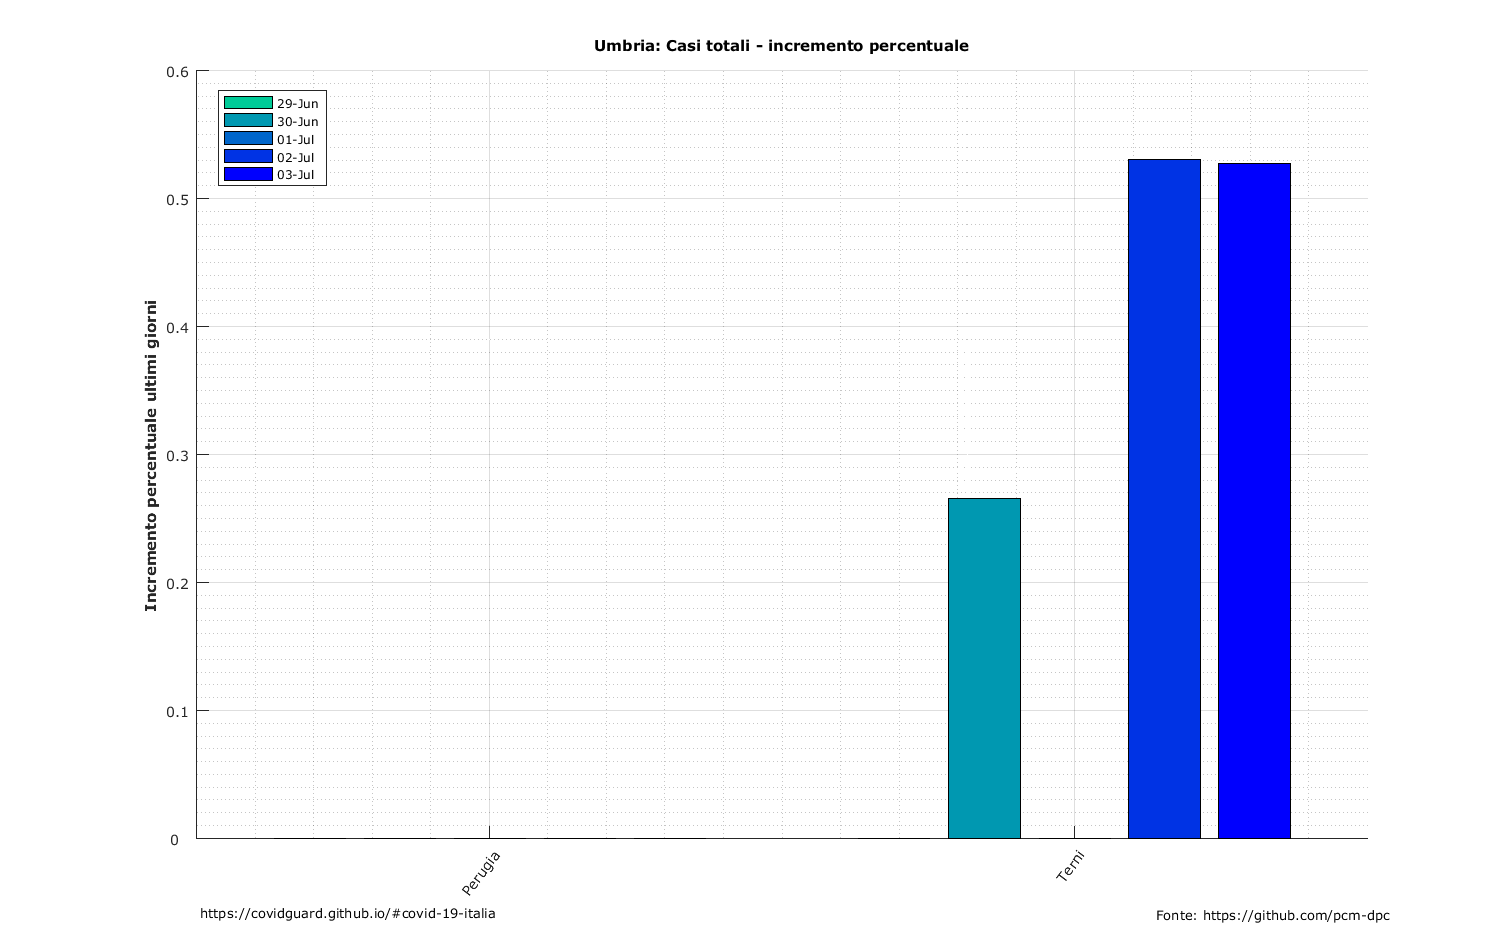 Umbria: Casi totali - incremento percentuale
0.6
0.5
0.4
0.3
0.2
0.1
0
Incremento percentuale ultimi giorni
29-Jun
30-Jun
01-Jul
02-Jul
03-Jul
Perugia
Terni
https://covidguard.github.io/#covid-19-italia
Fonte: https://github.com/pcm-dpc